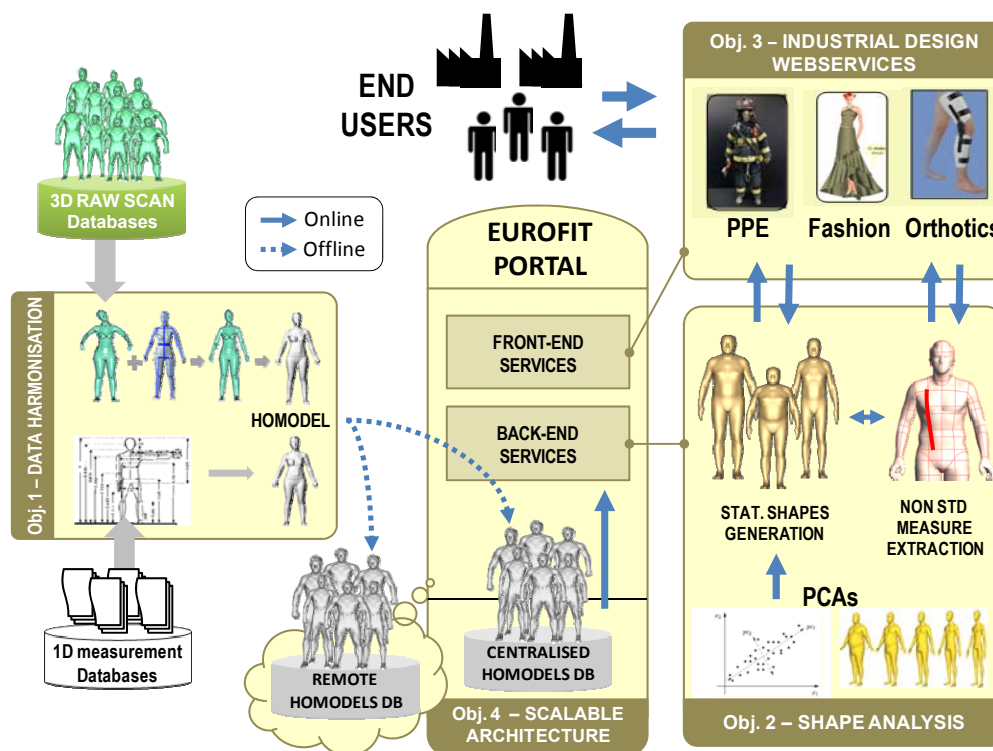 3D RAW SCAN
Databases
Obj. 1 – DATA HARMONISATION
HOMODEL
1D measurement
Databases
Online
Offline
END
USERS
EUROFIT
PORTAL
FRONT-END
SERVICES
BACK-END
SERVICES
REMOTE
HOMODELS DB
CENTRALISED
HOMODELS DB
Obj. 4 – SCALABLE
ARCHITECTURE
Obj. 3 – INDUSTRIAL DESIGN
WEBSERVICES
PPE
Fashion
Orthotics
STAT. SHAPES
GENERATION
NON STD
MEASURE
EXTRACTION
PCAs
Obj. 2 – SHAPE ANALYSIS